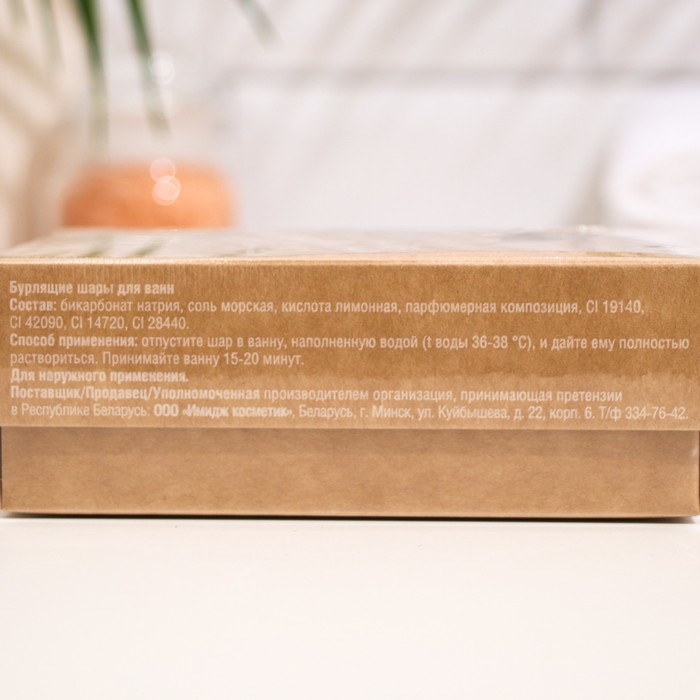 Бурлящие шары для ванн
Состав: бикарбонат натрия, соль морская, кислота лимонная, парфюмерная композиция, CI 19140,
CI 42090, CI 14720, CI 28440.
Способ применения: отпустите шар в ванну, наполненную водой (t воды 36-38 °C), и дайте ему полностью
раствориться. Принимайте ванну 15-20 минут.
Для наружного применения.
Поставщик/Продавец/Уполномоченная производителем организация, принимающая претензии
в Республике Беларусь: ООО «Имидж косметик», Беларусь, г. Минск, ул. Куйбышева, д. 22, корп. 6. Т/ф 334-76-42.